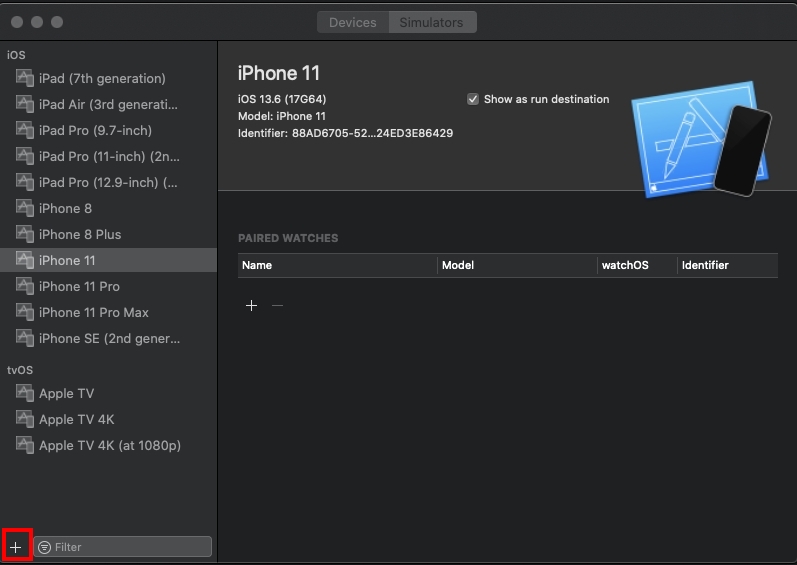 Devices
Simulators
iOS
iPad (7th generation)
iPad Air (3rd generati...
iPad Pro (9.7-inch)
iPad Pro (11-inch) (2n...
iPad Pro (12.9-inch) (...
iPhone 8
iPhone 8 Plus
iPhone 11
iPhone 11 Pro
iPhone 11 Pro Max
iPhone SE (2nd gener...
tvOS
Apple TV
Apple TV 4K
Apple TV 4K (at 1080p)
Filter
iPhone 11
iOS 13.6 (17G64)
Model: iPhone 11
Identifier: 88AD6705-52...24ED3E86429
Show as run destination
PAIRED WATCHES
Name Model watchOS Identifier